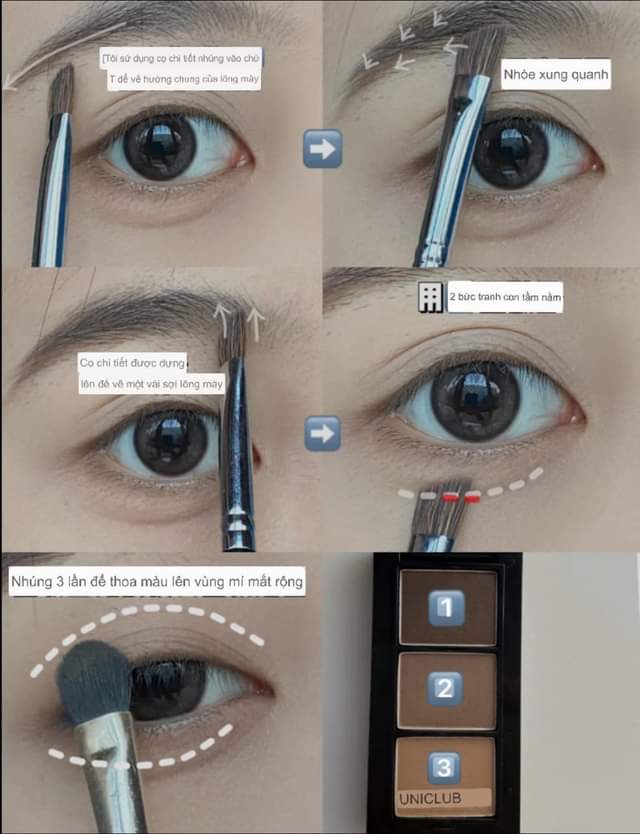 [Tôi sử dụng cọ chi tiết nhúng vào chữ
T để vẽ hướng chung của lông mày
Nhòe xung quanh
Cọ chi tiết được dựng
lên để vẽ một vài sợi lông mày
2 bức tranh con tằm nằm
Nhúng 3 lần để thoa màu lên vùng mí mắt rộng
1
2
3
UNICLUB